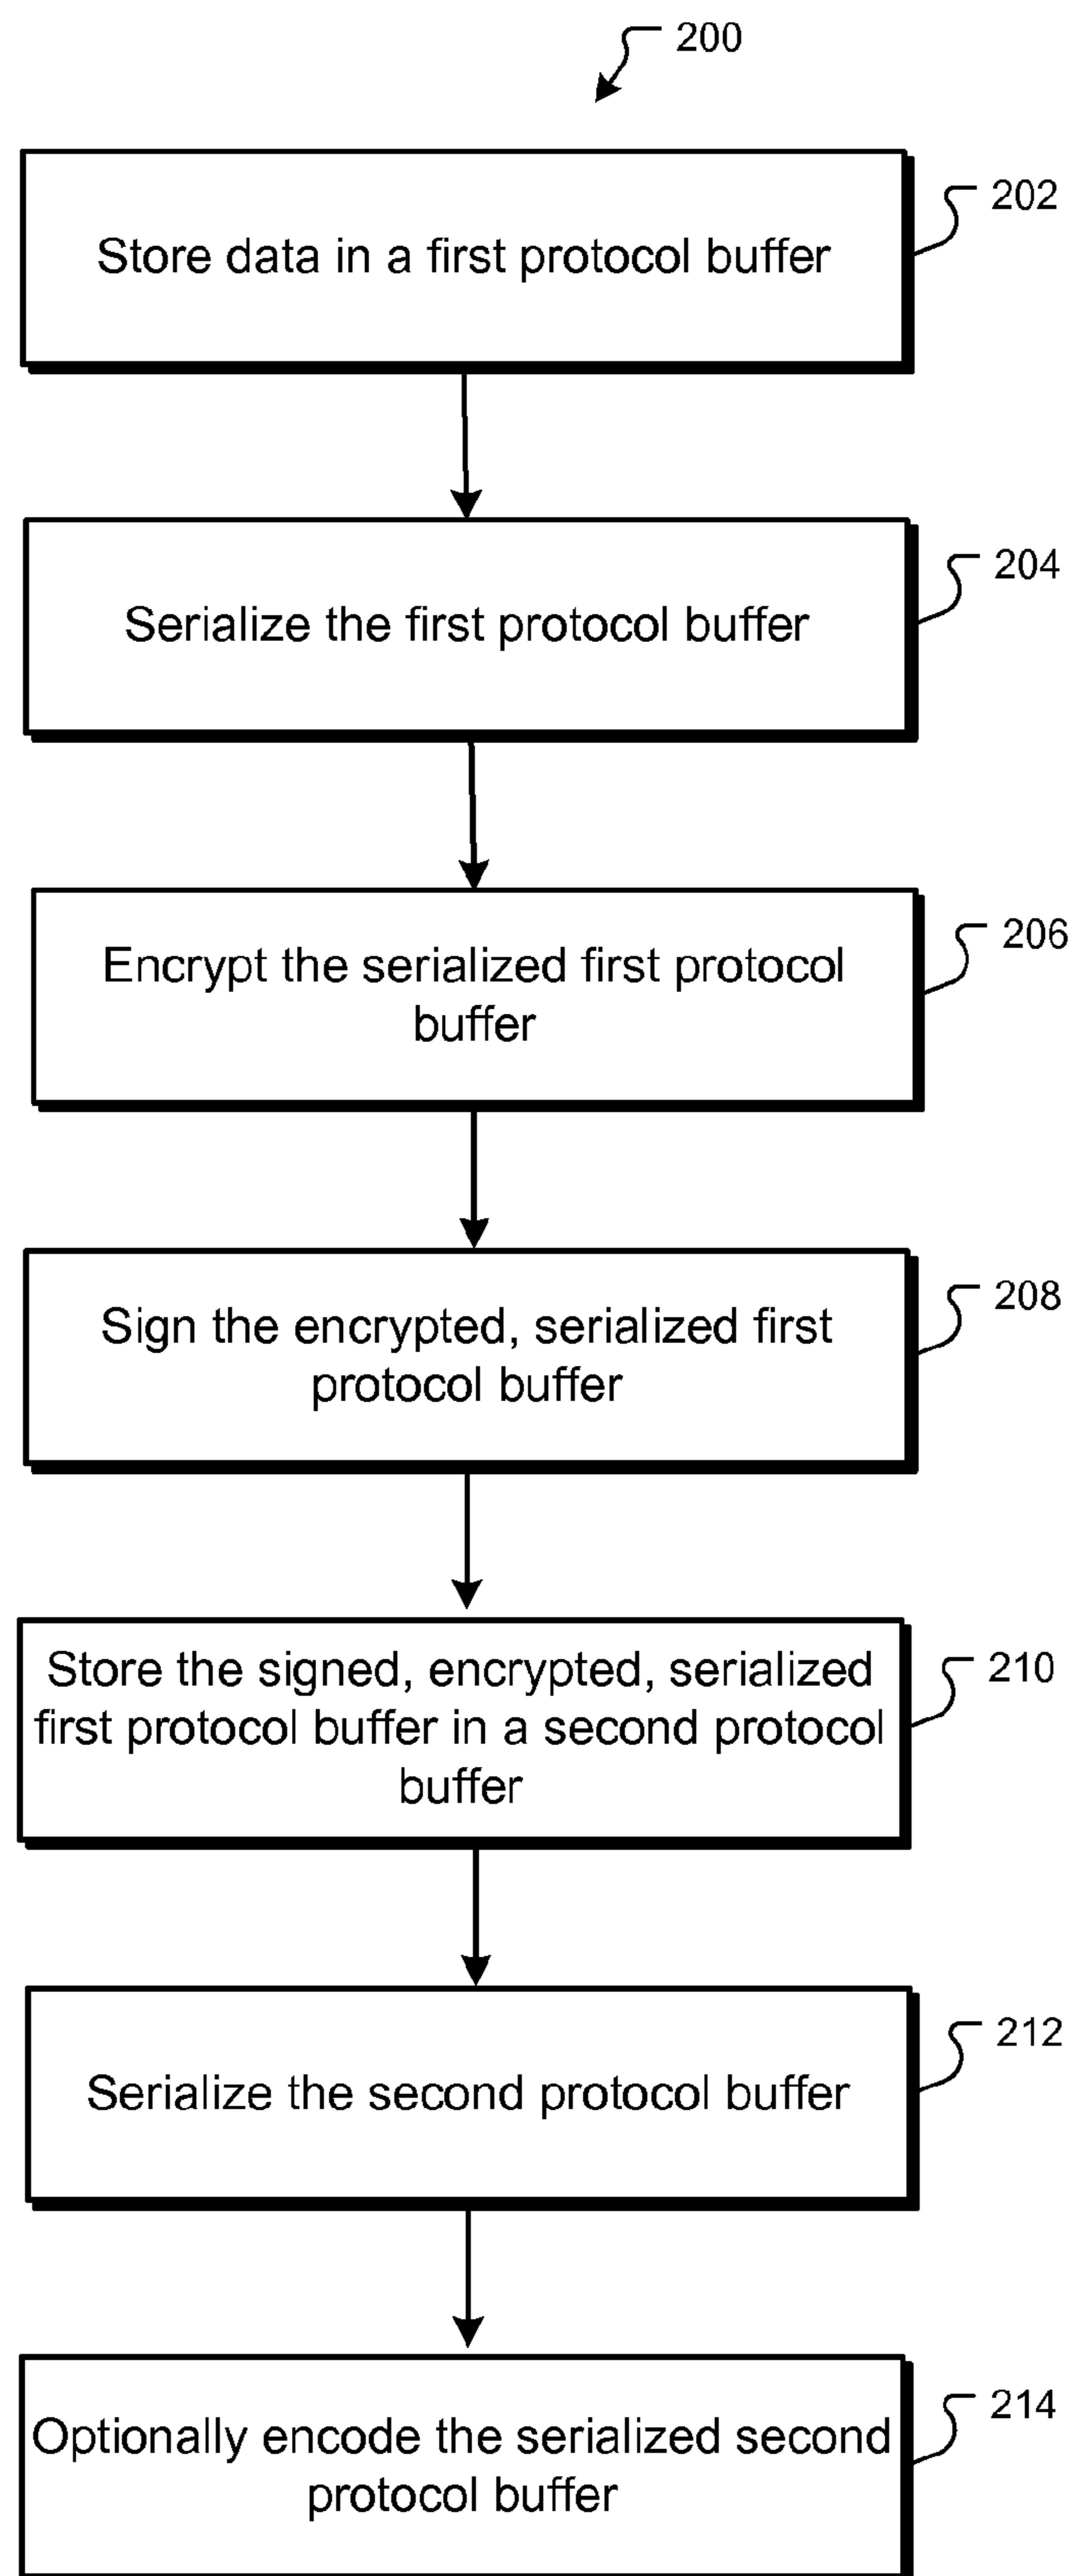 200
Store data in a first protocol buffer
202
Serialize the first protocol buffer
204
Encrypt the serialized first protocol
buffer
206
Sign the encrypted, serialized first
protocol buffer
208
Store the signed, encrypted, serialized
first protocol buffer in a second protocol
buffer
210
Serialize the second protocol buffer
212
Optionally encode the serialized second
protocol buffer
214